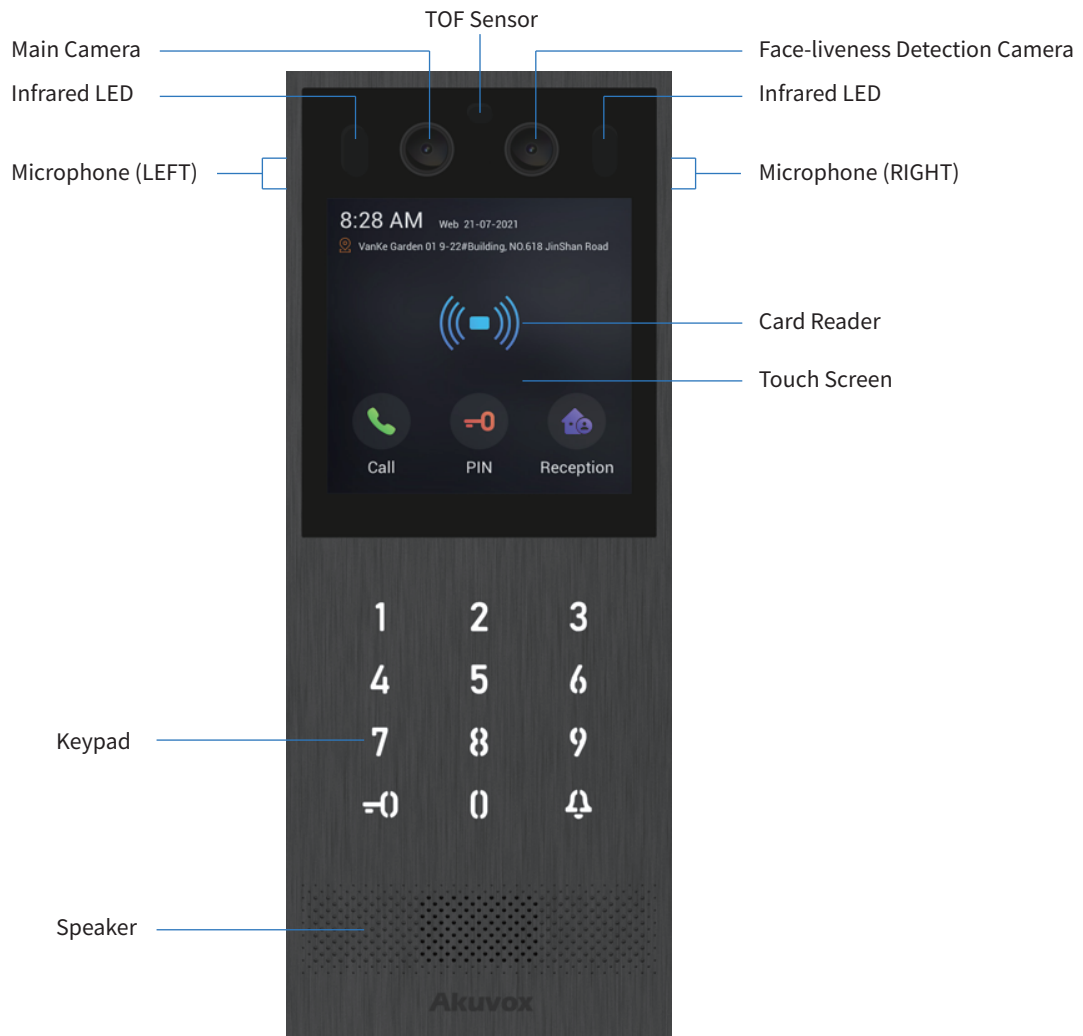 TOF Sensor
Main Camera
Face-liveness Detection Camera
Infrared LED
Infrared LED
Microphone (LEFT)
Microphone (RIGHT)
8:28 AM Web 21-07-2021
VanKe Garden 01 9-22#Building, NO.618 JinShan Road
Card Reader
Touch Screen
Call PIN Reception
1 2 3
4 5 6
Keypad
7 8 9
0
Speaker
Akuvox